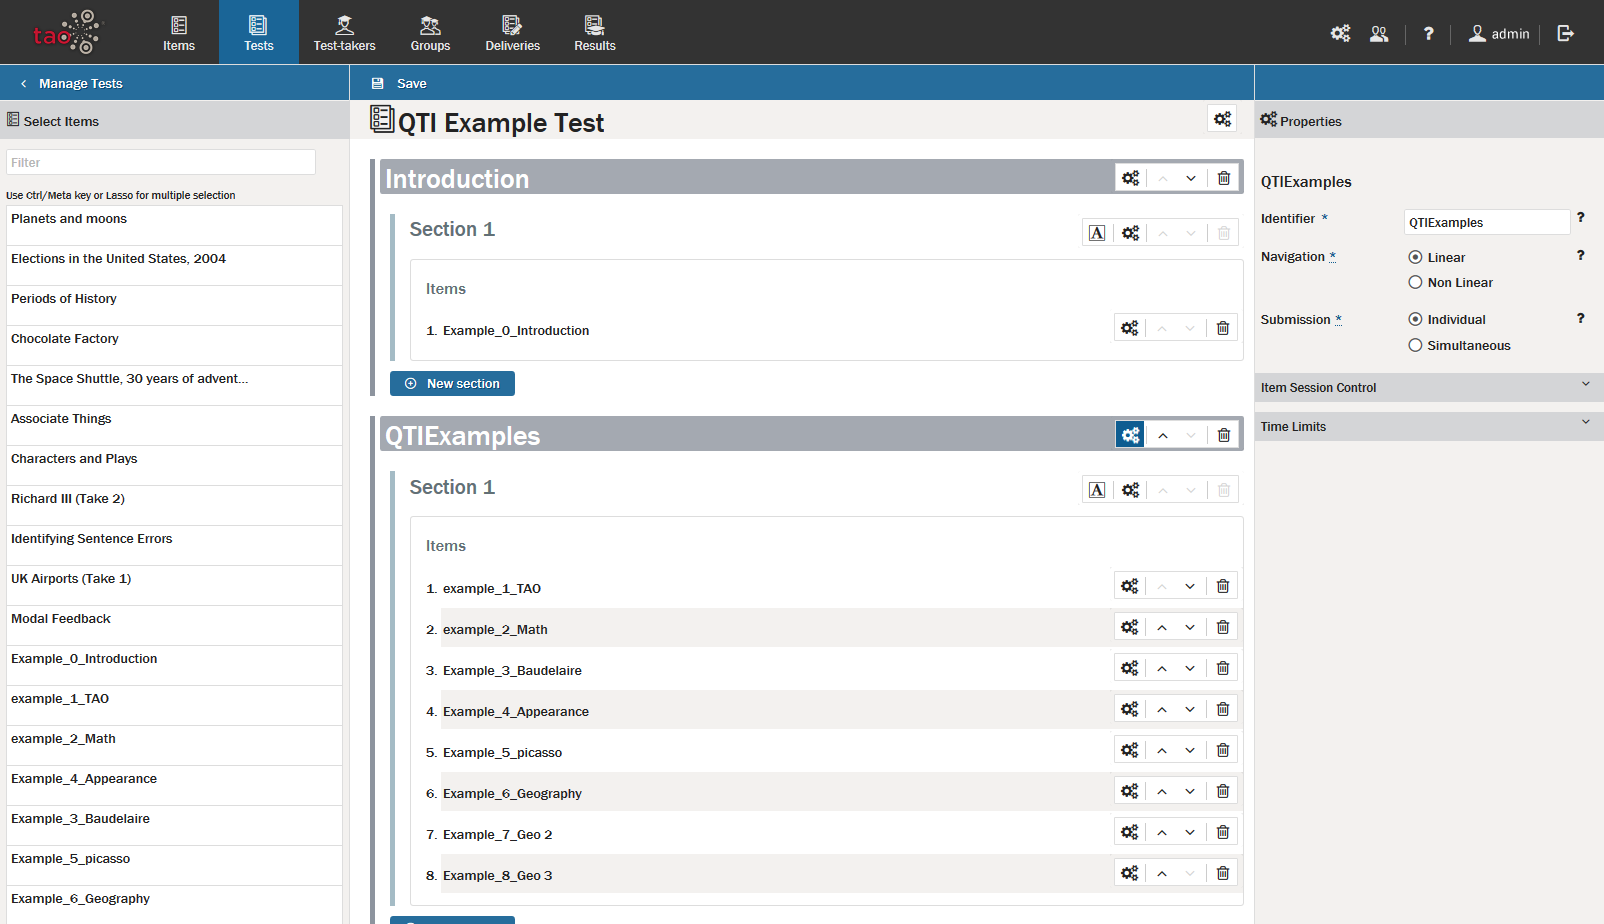 tao
Items
Tests
Test-takers
Groups
Deliveries
Results
?
admin
Manage Tests
Save
Select Items
Filter
Use Ctrl/Meta key or Lasso for multiple selection
Planets and moons
Elections in the United States, 2004
Periods of History
Chocolate Factory
The Space Shuttle, 30 years of advent...
Associate Things
Characters and Plays
Richard III (Take 2)
Identifying Sentence Errors
UK Airports (Take 1)
Modal Feedback
Example_0_Introduction
example_1_TAO
example_2_Math
Example_4_Appearance
Example_3_Baudelaire
Example_5_picasso
Example_6_Geography
QTI Example Test
Introduction
Section 1
A
Items
1. Example_0_Introduction
New section
QTIExamples
Section 1
A
Items
1. example_1_TAO
2. example_2_Math
3. Example_3_Baudelaire
4. Example_4_Appearance
5. Example_5_picasso
6. Example_6_Geography
7. Example_7_Geo 2
8. Example_8_Geo 3
Properties
QTIExamples
Identifier * QTIExamples ?
Navigation * Linear ?
Non Linear
Submission * Individual ?
Simultaneous
Item Session Control
Time Limits